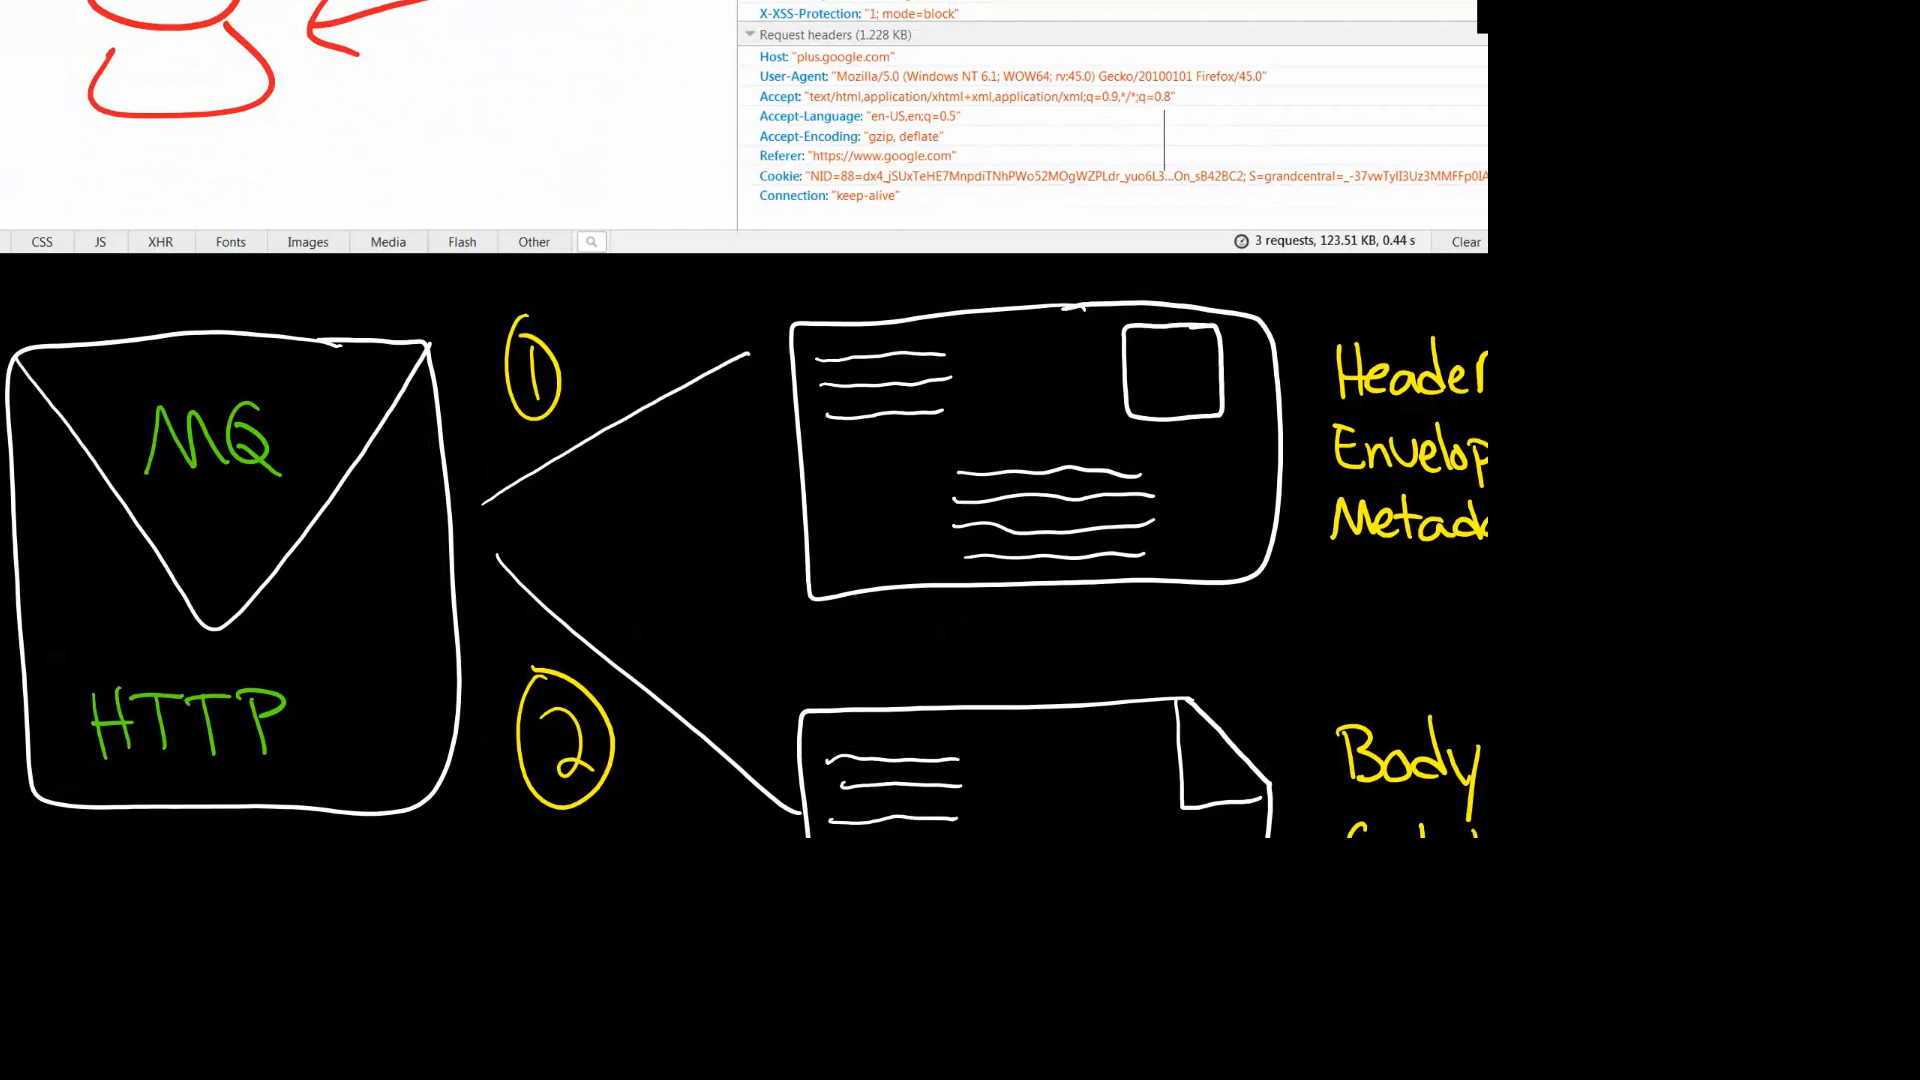 X-XSS-Protection: "1; mode=block"
Request headers (1.228 KB)
Host: "plus.google.com"
User-Agent: "Mozilla/5.0 (Windows NT 6.1; WOW64; rv:45.0) Gecko/20100101 Firefox/45.0"
Accept: "text/html,application/xhtml+xml,application/xml;q=0.9,*/*;q=0.8"
Accept-Language: "en-US,en;q=0.5"
Accept-Encoding: "gzip, deflate"
Referer: "https://www.google.com"
Cookie: "NID=88=dx4_jSUxTeHE7MnpdiTNhPWo52MOgWZPLdr_yuo6L3...On_sB42BC2; S=grandcentral=_-37vwTylI3Uz3MMFFp0IA
Connection: "keep-alive"
CSS JS XHR Fonts Images Media Flash Other 3 requests, 123.51 KB, 0.44 s Clear
1
Header
MQ
Envelop
Metad
HTTP
2
Body